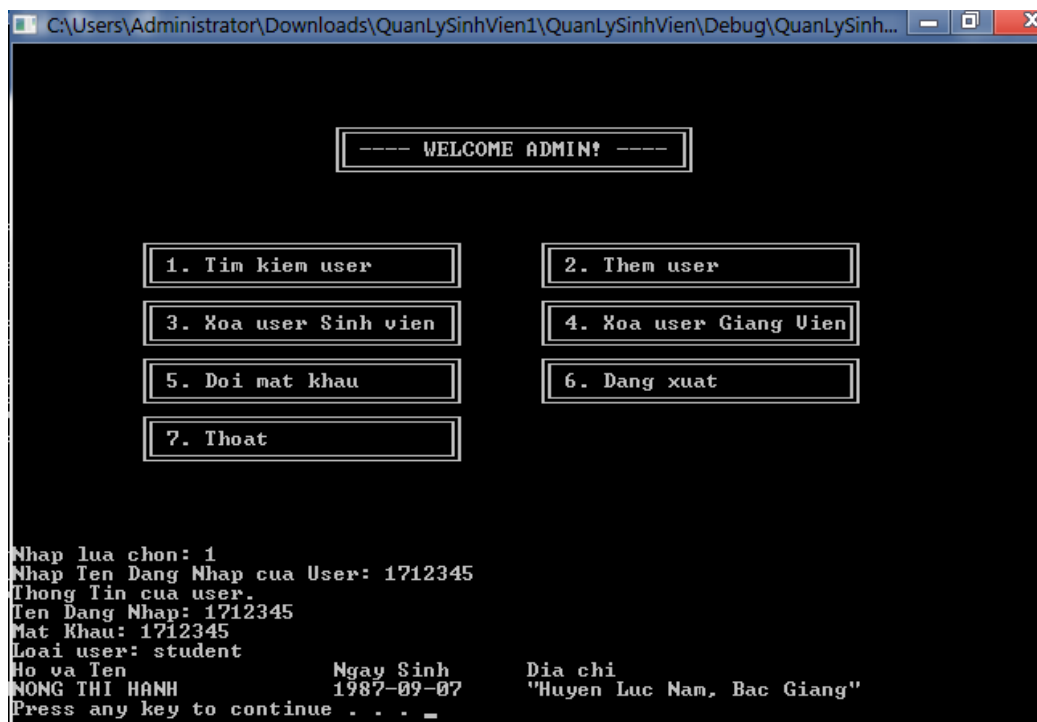 C:\Users\Administrator\Downloads\QuanLySinhVien1\QuanLySinhVien\Debug\QuanLySinh...
---- WELCOME ADMIN! ----
1. Tim kiem user 2. Them user
3. Xoa user Sinh vien 4. Xoa user Giang Vien
5. Doi mat khau 6. Dang xuat
7. Thoat
Nhap lua chon: 1
Nhap Ten Dang Nhap cua User: 1712345
Thong Tin cua user.
Ten Dang Nhap: 1712345
Mat Khau: 1712345
Loai user: student
Ho va Ten Ngay Sinh Dia chi
NONG THI HANH 1987-09-07 "Huyen Luc Nam, Bac Giang"
Press any key to continue . . . _